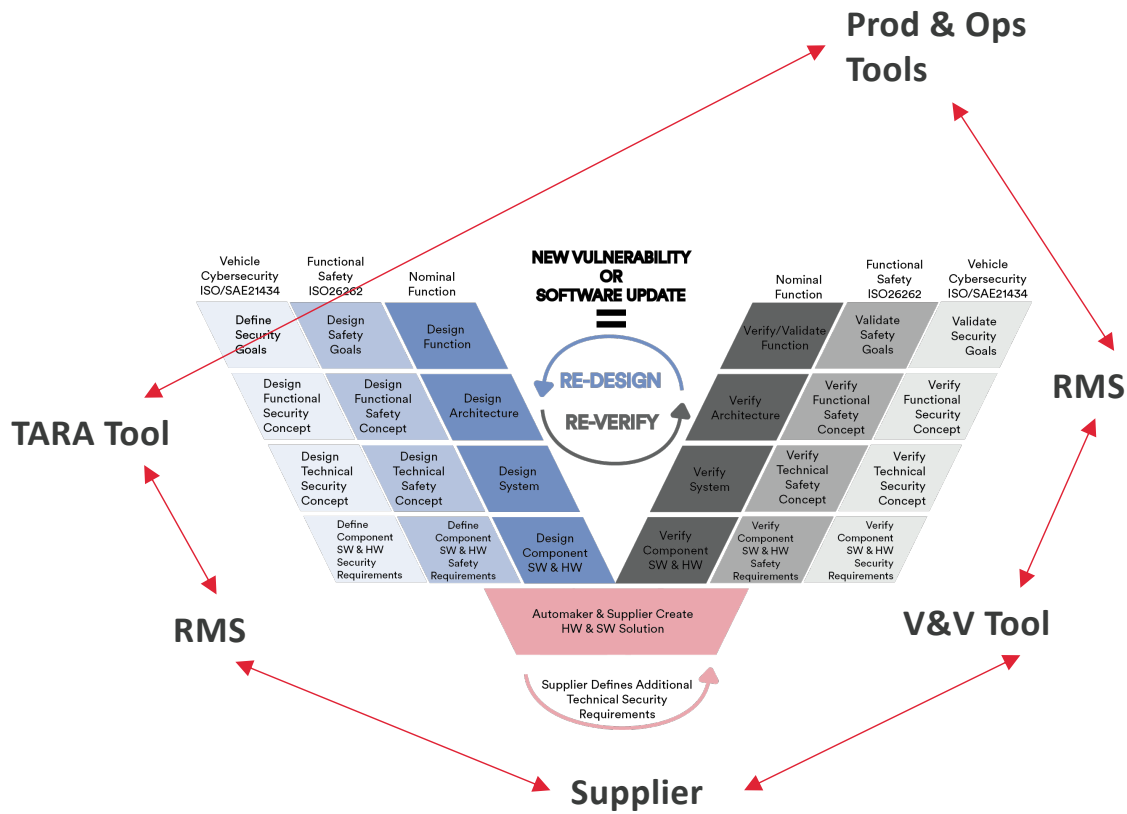 Prod & Ops
Tools
NEW VULNERABILITY
OR
SOFTWARE UPDATE
Vehicle
Cybersecurity
ISO/SAE21434
Functional
Safety
ISO26262
Nominal
Function
Nominal
Function
Functional
Safety
ISO26262
Vehicle
Cybersecurity
ISO/SAE21434
Define
Security
Goals
Design
Safety
Goals
Design
Function
Verify/Validate
Function
Validate
Safety
Goals
Validate
Security
Goals
RE-DESIGN
RE-VERIFY
Design
Functional
Security
Concept
Design
Functional
Safety
Concept
Design
Architecture
Verify
Architecture
Verify
Functional
Safety
Concept
Verify
Functional
Security
Concept
RMS
TARA Tool
Design
Technical
Security
Concept
Design
Technical
Safety
Concept
Design
System
Verify
System
Verify
Technical
Safety
Concept
Verify
Technical
Security
Concept
Define
Component
SW & HW
Security
Requirements
Define
Component
SW & HW
Safety
Requirements
Design
Component
SW & HW
Verify
Component
SW & HW
Verify
Component
SW & HW
Safety
Requirements
Verify
Component
SW & HW
Security
Requirements
RMS
Automaker & Supplier Create
HW & SW Solution
V&V Tool
Supplier Defines Additional
Technical Security
Requirements
Supplier